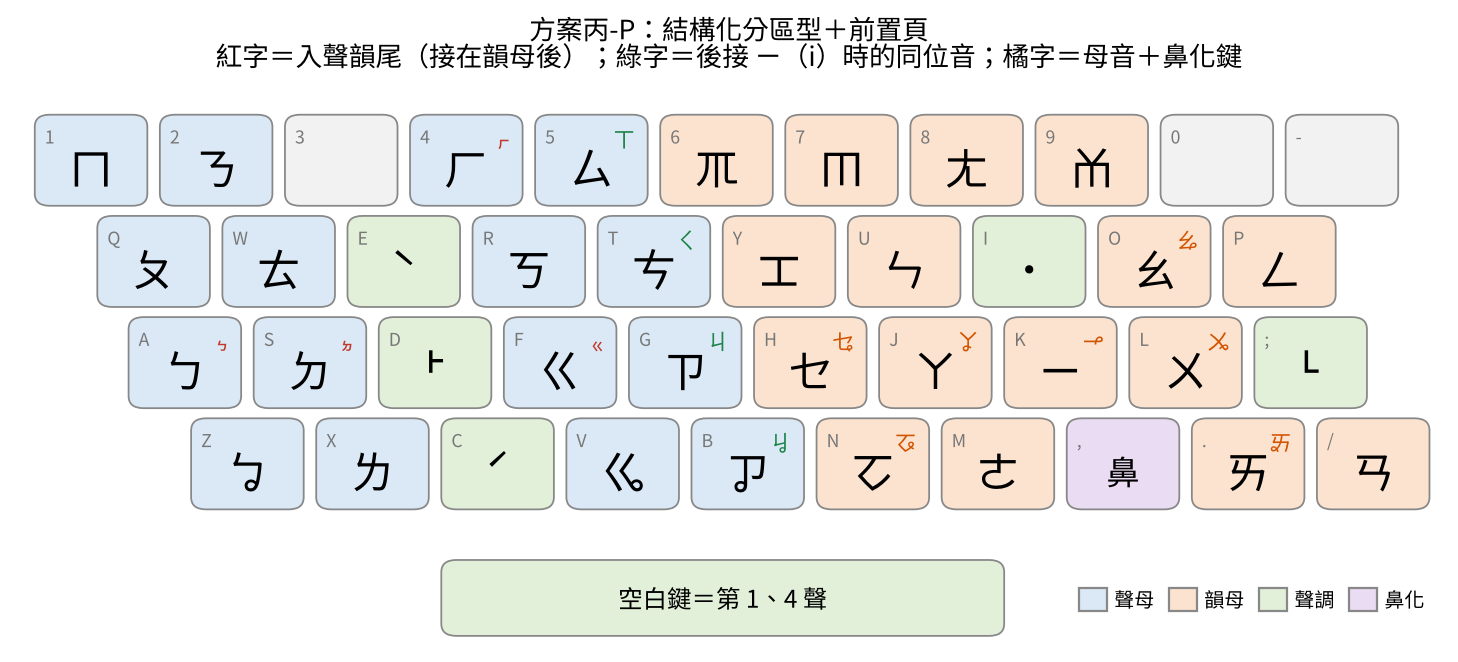 方案丙-P：結構化分區型＋前置頁
紅字＝入聲韻尾（接在韻母後）；綠字＝後接 ㄧ（i）時的同位音；橘字＝母音＋鼻化鍵
1 ㄇ 2 ㄋ 3 4 ㄏ ㆷ 5 ㄙ ㄒ 6 ㆩ 7 ㆬ 8 ㄤ 9 ㆰ 0 -
Q ㄆ W ㄊ E ˋ R ㄎ T ㄘ ㄑ Y ㆲ U ㄣ I ˙ O ㄠ ㆯ P ㄥ
A ㄅ ㆴ S ㄉ ㆵ D ˫ F ㄍ ㆶ G ㄗ ㄐ H ㆤ ㆥ J ㄚ ㆩ K ㄧ ㆪ L ㄨ ㆫ ; ˪
Z ㆠ X ㄌ C ˊ V ㆣ B ㆡ ㆢ N ㆦ ㆧ M ㄜ , 鼻 . ㄞ ㆮ / ㄢ
空白鍵＝第 1、4 聲
聲母 韻母 聲調 鼻化